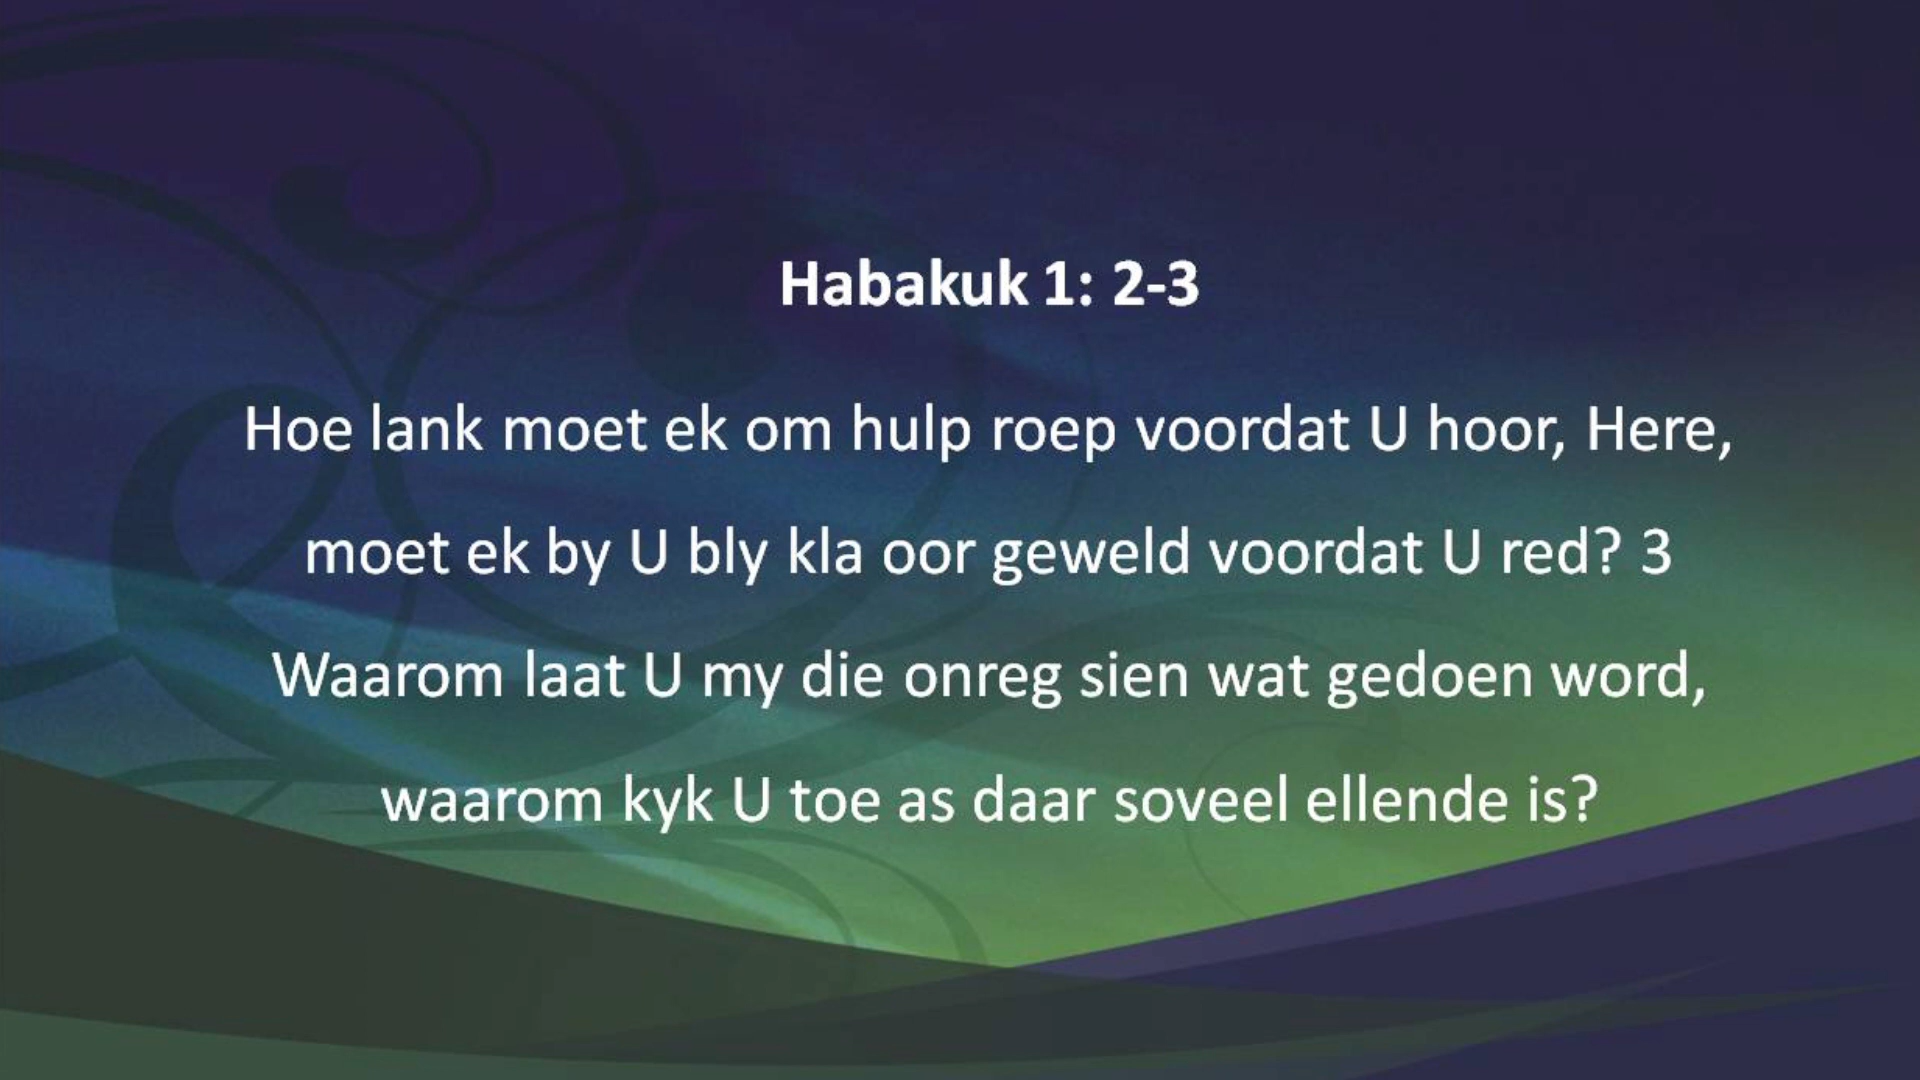 Habakuk 1: 2-3
Hoe lank moet ek om hulp roep voordat U hoor, Here,
moet ek by U bly kla oor geweld voordat U red? 3
Waarom laat U my die onreg sien wat gedoen word,
waarom kyk U toe as daar soveel ellende is?